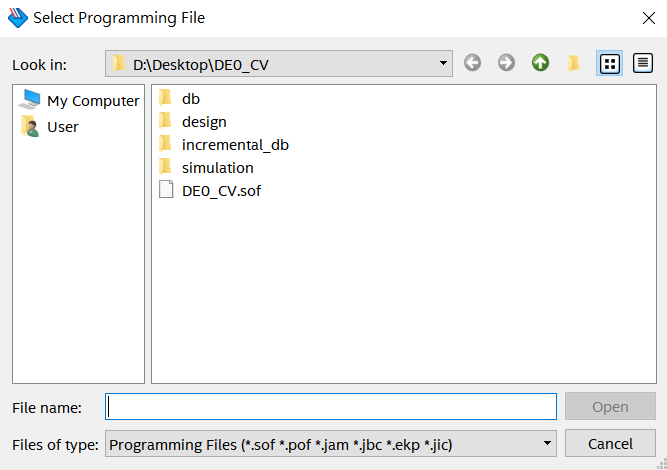 Select Programming File
Look in: D:\Desktop\DE0_CV
My Computer
User
db
design
incremental_db
simulation
DE0_CV.sof
File name: Open
Files of type: Programming Files (*.sof *.pof *.jam *.jbc *.ekp *.jic) Cancel